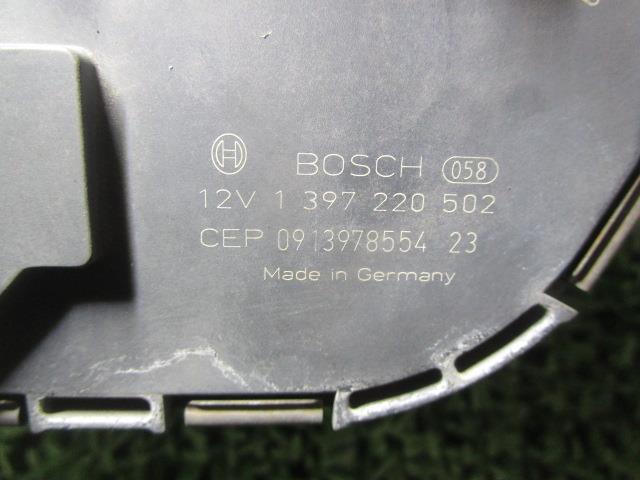 BOSCH 058
12V 1 397 220 502
CEP 0913978554 23
Made in Germany